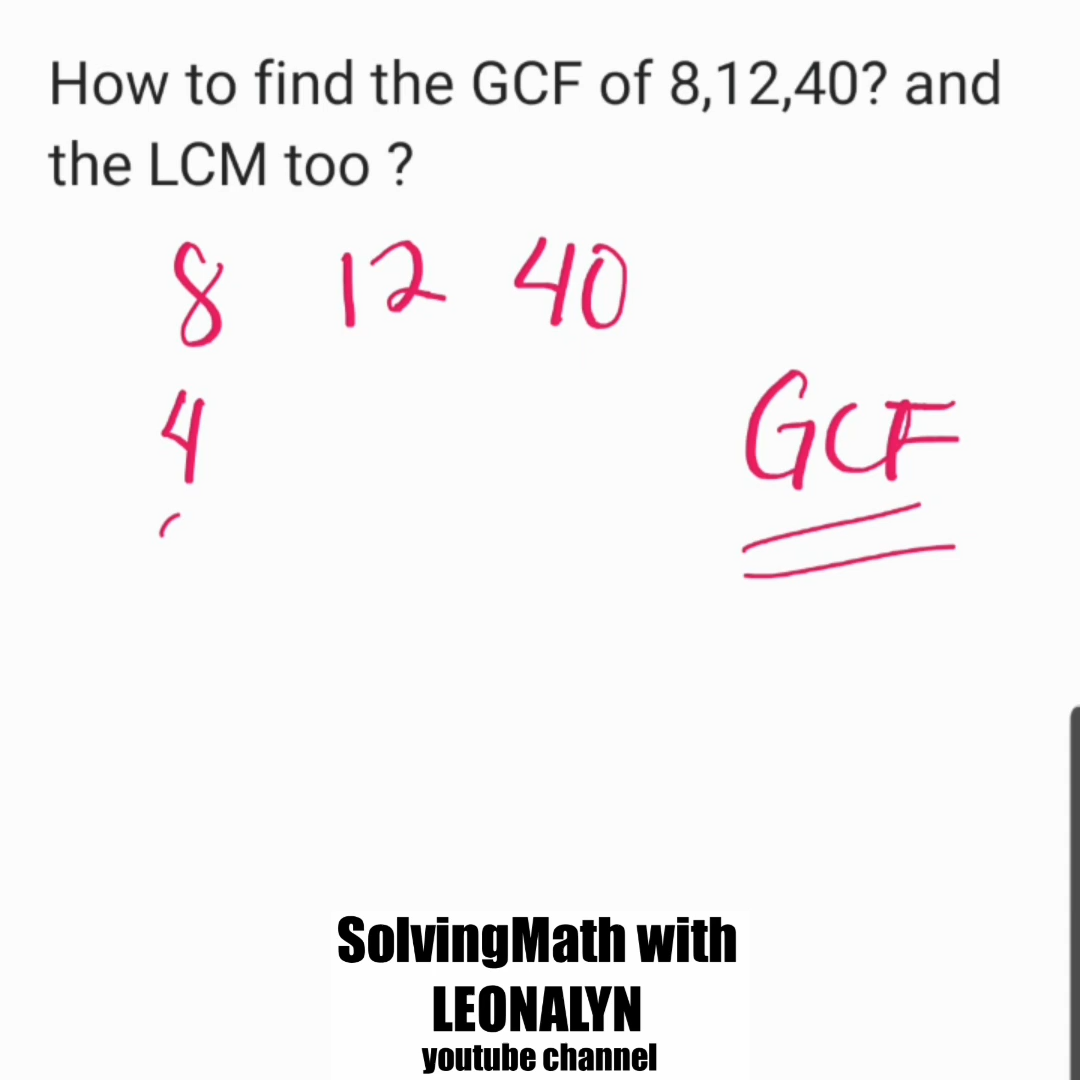 How to find the GCF of 8,12,40? and
the LCM too ?
8 12 40
4
GCF
SolvingMath with
LEONALYN
youtube channel